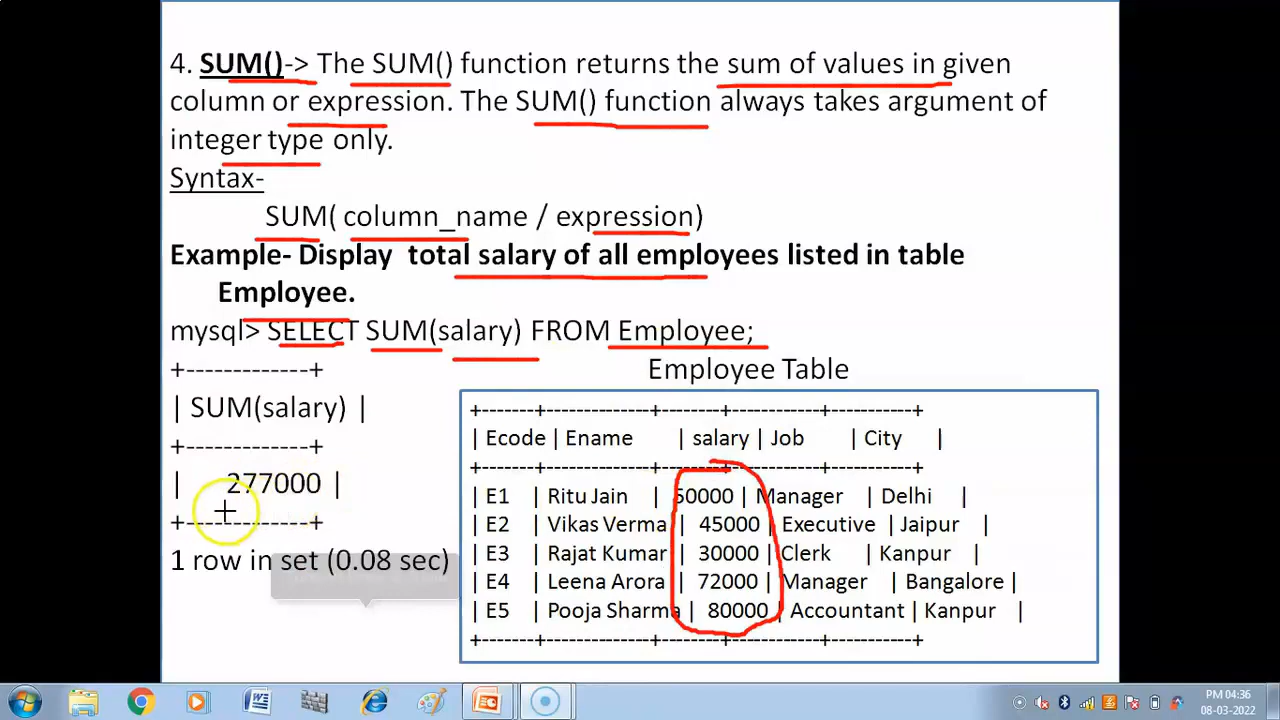 4. SUM()-> The SUM() function returns the sum of values in given
column or expression. The SUM() function always takes argument of
integer type only.
Syntax-
SUM( column_name / expression)
Example- Display total salary of all employees listed in table
Employee.
mysql> SELECT SUM(salary) FROM Employee;
+-------------+
| SUM(salary) |
+-------------+
| 277000 |
+-------------+
1 row in set (0.08 sec)
Employee Table
+-------+-------------+--------+-----------+-----------+
| Ecode | Ename | salary | Job | City |
+-------+-------------+--------+-----------+-----------+
| E1 | Ritu Jain | 50000 | Manager | Delhi |
| E2 | Vikas Verma | 45000 | Executive | Jaipur |
| E3 | Rajat Kumar | 30000 | Clerk | Kanpur |
| E4 | Leena Arora | 72000 | Manager | Bangalore |
| E5 | Pooja Sharma | 80000 | Accountant | Kanpur |
+-------+-------------+--------+-----------+-----------+
PM 04:36
08-03-2022